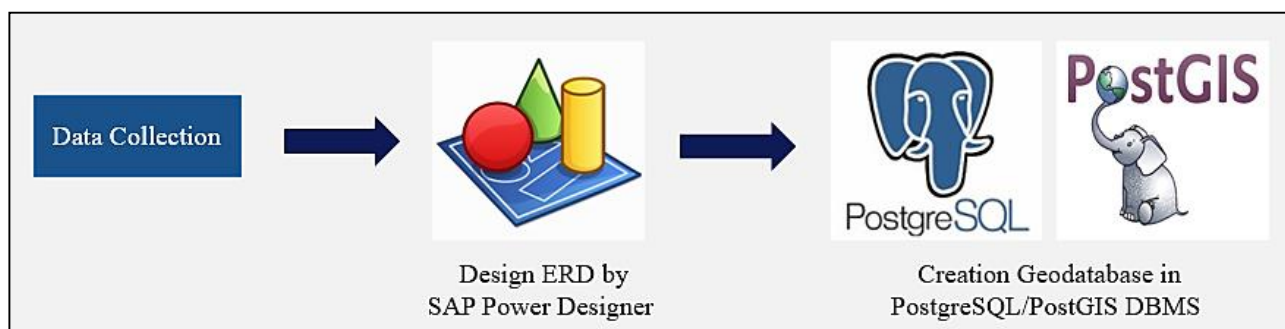 Data Collection
Design ERD by
SAP Power Designer
PostgreSQL
PostGIS
Creation Geodatabase in
PostgreSQL/PostGIS DBMS